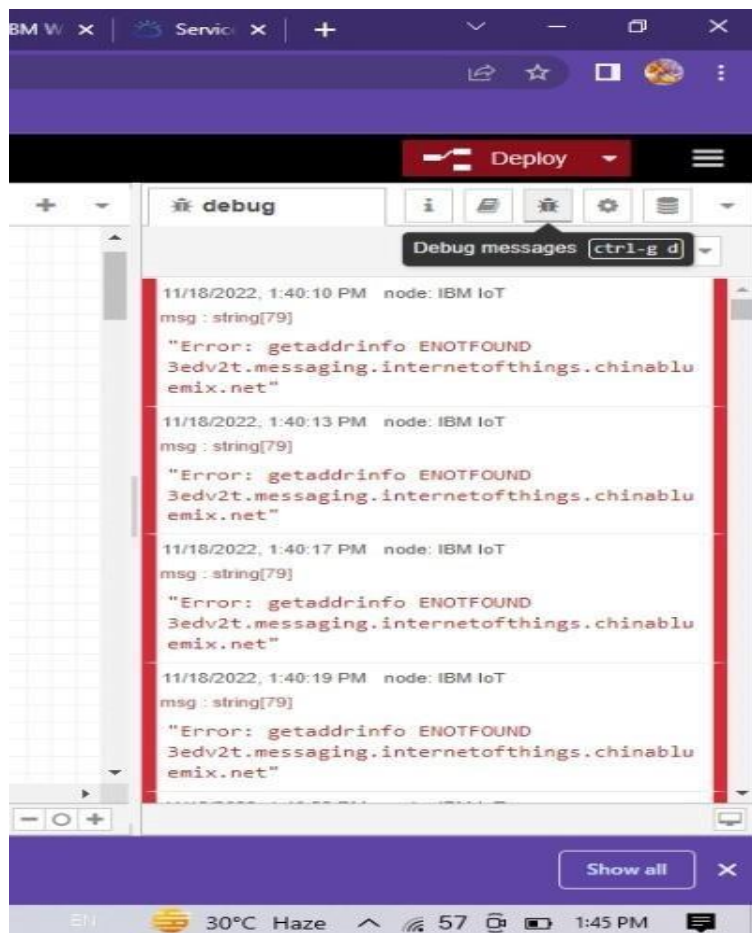 BM W
Servic
Deploy
debug
i
Debug messages ctrl-g d
11/18/2022, 1:40:10 PM node: IBM IoT
msg : string[79]
"Error: getaddrinfo ENOTFOUND
3edv2t.messaging.internetofthings.chinablu
emix.net"
11/18/2022, 1:40:13 PM node: IBM IoT
msg : string[79]
"Error: getaddrinfo ENOTFOUND
3edv2t.messaging.internetofthings.chinablu
emix.net"
11/18/2022, 1:40:17 PM node: IBM IoT
msg : string[79]
"Error: getaddrinfo ENOTFOUND
3edv2t.messaging.internetofthings.chinablu
emix.net"
11/18/2022, 1:40:19 PM node: IBM IoT
msg : string[79]
"Error: getaddrinfo ENOTFOUND
3edv2t.messaging.internetofthings.chinablu
emix.net"
Show all
EN 30°C Haze 57 1:45 PM